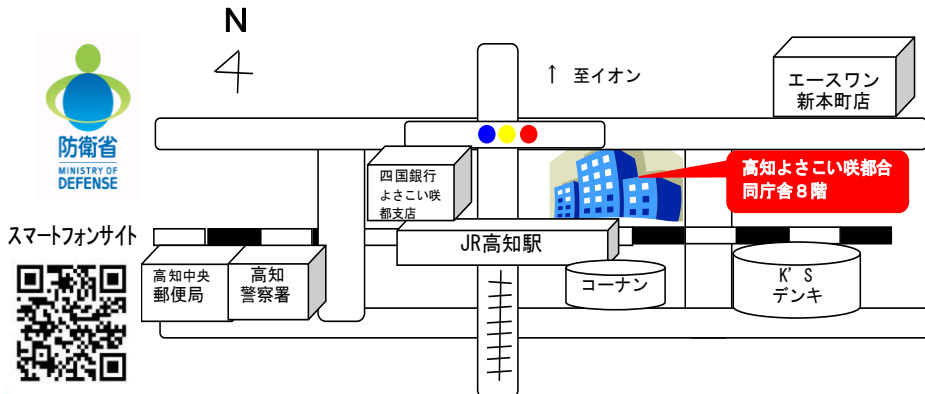 N
↑ 至イオン
エースワン
新本町店
防衛省
MINISTRY OF
DEFENSE
四国銀行
よさこい咲
都支店
高知よさこい咲都合
同庁舎８階
スマートフォンサイト
JR高知駅
高知中央
郵便局
高知
警察署
コーナン
K’S
デンキ